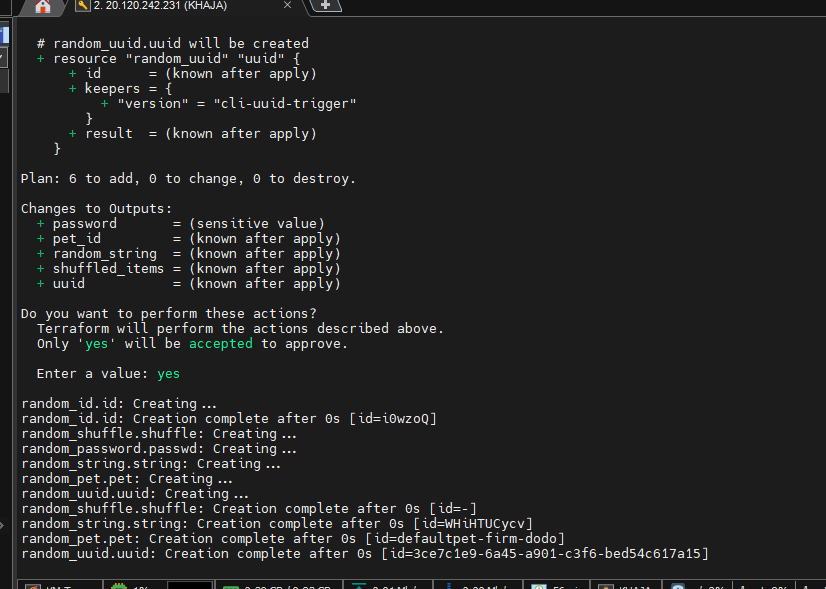 2. 20.120.242.231 (KHAJA)
# random_uuid.uuid will be created
+ resource "random_uuid" "uuid" {
+ id      = (known after apply)
+ keepers = {
+ "version" = "cli-uuid-trigger"
}
+ result  = (known after apply)
}
Plan: 6 to add, 0 to change, 0 to destroy.
Changes to Outputs:
+ password       = (sensitive value)
+ pet_id         = (known after apply)
+ random_string  = (known after apply)
+ shuffled_items = (known after apply)
+ uuid           = (known after apply)
Do you want to perform these actions?
Terraform will perform the actions described above.
Only 'yes' will be accepted to approve.
Enter a value: yes
random_id.id: Creating...
random_id.id: Creation complete after 0s [id=i0wzoQ]
random_shuffle.shuffle: Creating...
random_password.passwd: Creating...
random_string.string: Creating...
random_pet.pet: Creating...
random_uuid.uuid: Creating...
random_shuffle.shuffle: Creation complete after 0s [id=-]
random_string.string: Creation complete after 0s [id=WHiHTUCycv]
random_pet.pet: Creation complete after 0s [id=defaultpet-firm-dodo]
random_uuid.uuid: Creation complete after 0s [id=3ce7c1e9-6a45-a901-c3f6-bed54c617a15]